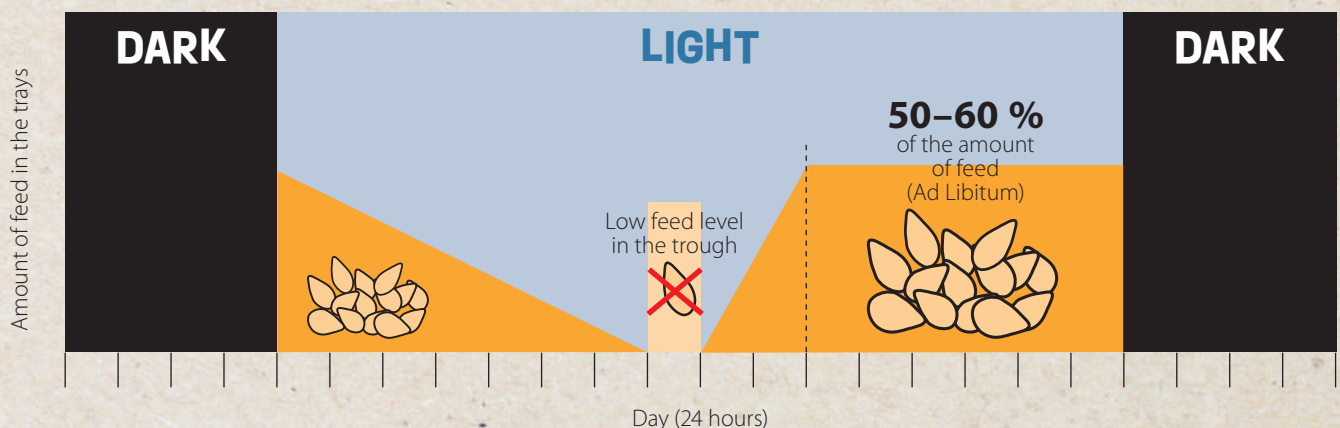 DARK
LIGHT
DARK
Amount of feed in the trays
50–60 %
of the amount
of feed
(Ad Libitum)
Low feed level
in the trough
Day (24 hours)